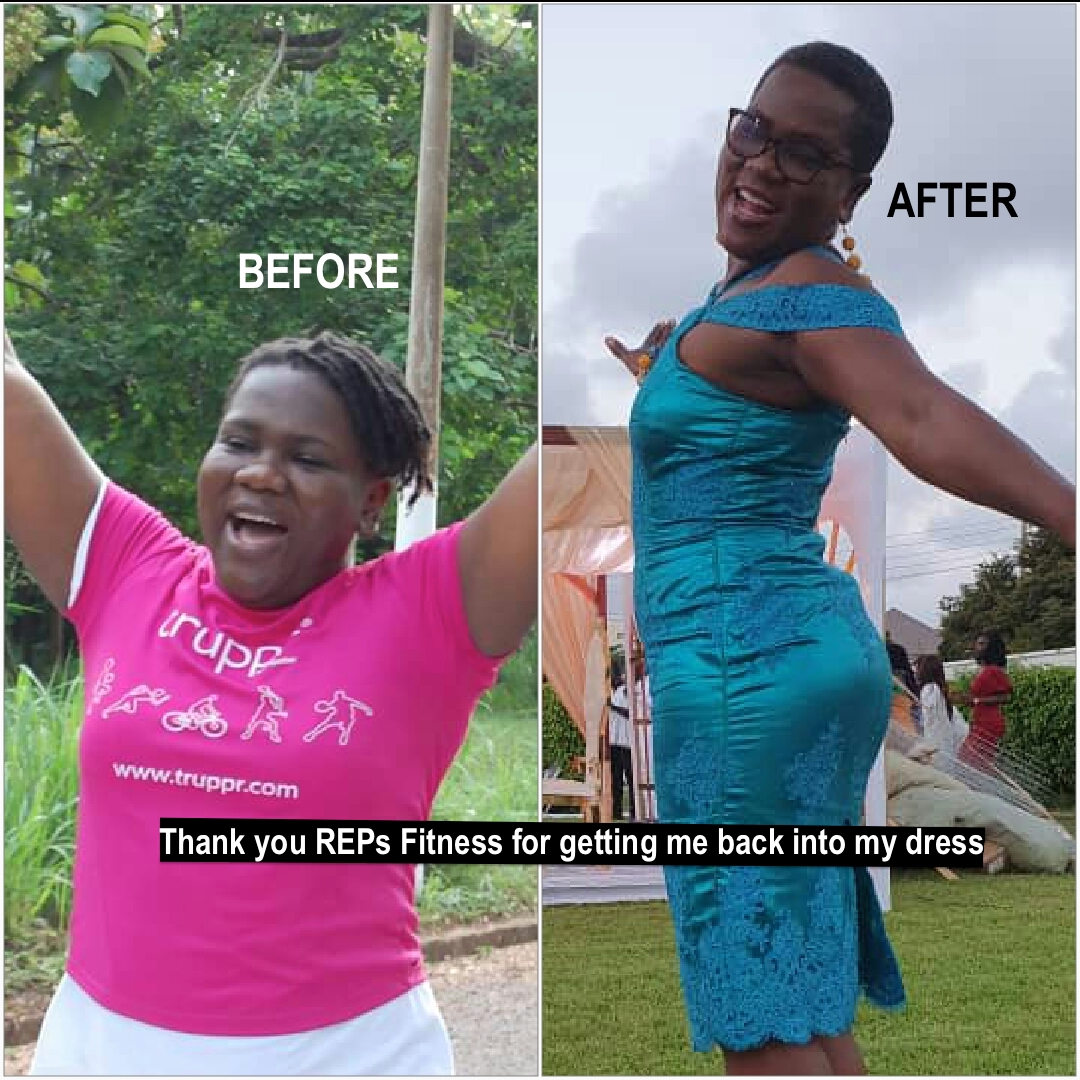 BEFORE
AFTER
truppr
www.truppr.com
Thank you REPs Fitness for getting me back into my dress